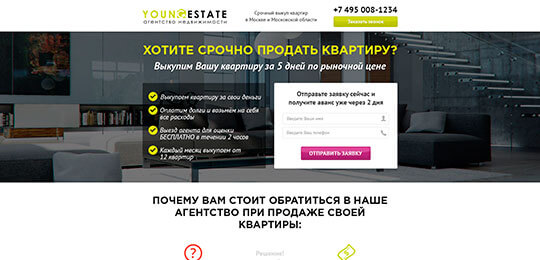 YOUNGESTATE
агентство недвижимости
Срочный выкуп квартир
в Москве и Московской области
+7 495 008-1234
Заказать звонок
ХОТИТЕ СРОЧНО ПРОДАТЬ КВАРТИРУ?
Выкупим Вашу квартиру за 5 дней по рыночной цене
Выкупаем квартиру за свои деньги
Оплатим долги и возьмём на себя
все расходы
Выезд агента для оценки
БЕСПЛАТНО в течении 2 часов
Каждый месяц выкупаем от
12 квартир
Отправьте заявку сейчас и
получите аванс уже через 2 дня
Введите Ваше имя
Введите Ваш телефон
ОТПРАВИТЬ ЗАЯВКУ
ПОЧЕМУ ВАМ СТОИТ ОБРАТИТЬСЯ В НАШЕ
АГЕНТСТВО ПРИ ПРОДАЖЕ СВОЕЙ
КВАРТИРЫ:
Решение!